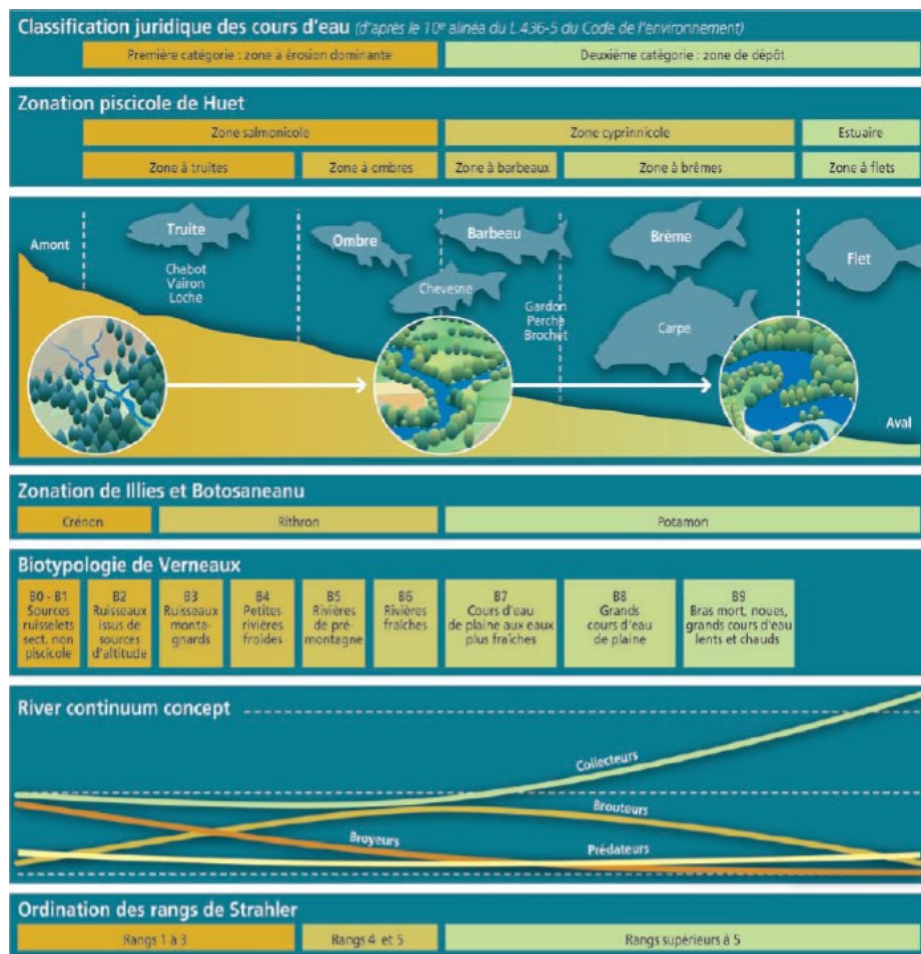 Classification juridique des cours d'eau (d'après le 10e alinéa du L.436-5 du Code de l'environnement)
Première catégorie : zone à érosion dominante
Deuxième catégorie : zone de dépôt
Zonation piscicole de Huet
Zone salmonicole
Zone cyprinnicole
Estuaire
Zone à truites
Zone à ombres
Zone à barbeaux
Zone à brèmes
Zone à flets
Amont
Truite
Chabot
Vairon
Loche
Ombre
Barbeau
Chevesne
Gardon
Perche
Brochet
Brème
Carpe
Flet
Aval
Zonation de Illies et Botosaneanu
Crénon
Rithron
Potamon
Biotypologie de Verneaux
B0 - B1
Sources
ruisselets
sect. non
piscicole
B2
Ruisseaux
issus de
sources
d'altitude
B3
Ruisseaux
monta-
gnards
B4
Petites
rivières
froides
B5
Rivières
de pré-
montagne
B6
Rivières
fraîches
B7
Cours d'eau
de plaine aux eaux
plus fraîches
B8
Grands
cours d'eau
de plaine
B9
Bras mort, noues,
grands cours d'eau
lents et chauds
River continuum concept
Collecteurs
Brouteurs
Broyeurs
Prédateurs
Ordination des rangs de Strahler
Rangs 1 à 3
Rangs 4 et 5
Rangs supérieurs à 5